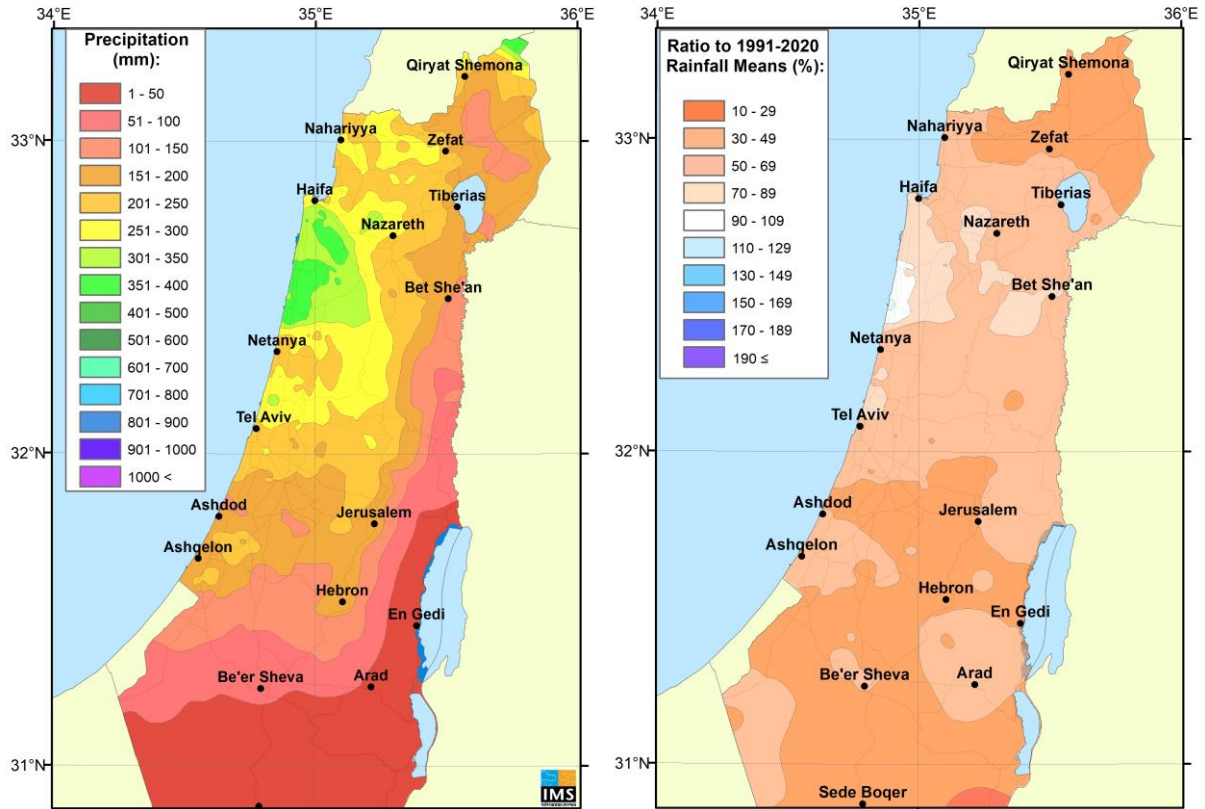 34°E
35°E
36°E
Precipitation
(mm):
1 - 50
51 - 100
101 - 150
151 - 200
201 - 250
251 - 300
301 - 350
351 - 400
401 - 500
501 - 600
601 - 700
701 - 800
801 - 900
901 - 1000
1000 <
33°N
32°N
31°N
Qiryat Shemona
Nahariyya
Zefat
Haifa
Tiberias
Nazareth
Bet She'an
Netanya
Tel Aviv
Ashdod
Jerusalem
Ashqelon
Hebron
En Gedi
Be'er Sheva
Arad
IMS
35°E
36°E
Ratio to 1991-2020
Rainfall Means (%):
10 - 29
30 - 49
50 - 69
70 - 89
90 - 109
110 - 129
130 - 149
150 - 169
170 - 189
190 ≤
33°N
32°N
31°N
Qiryat Shemona
Nahariyya
Zefat
Haifa
Tiberias
Nazareth
Bet She'an
Netanya
Tel Aviv
Ashdod
Jerusalem
Ashqelon
Hebron
En Gedi
Be'er Sheva
Arad
Sede Boqer